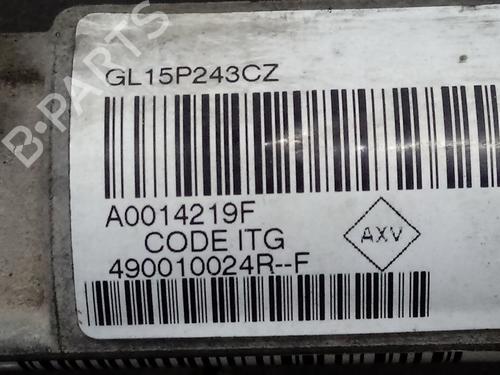 B-PARTS
GL15P243CZ
A0014219F
CODE ITG
AXV
490010024R--F